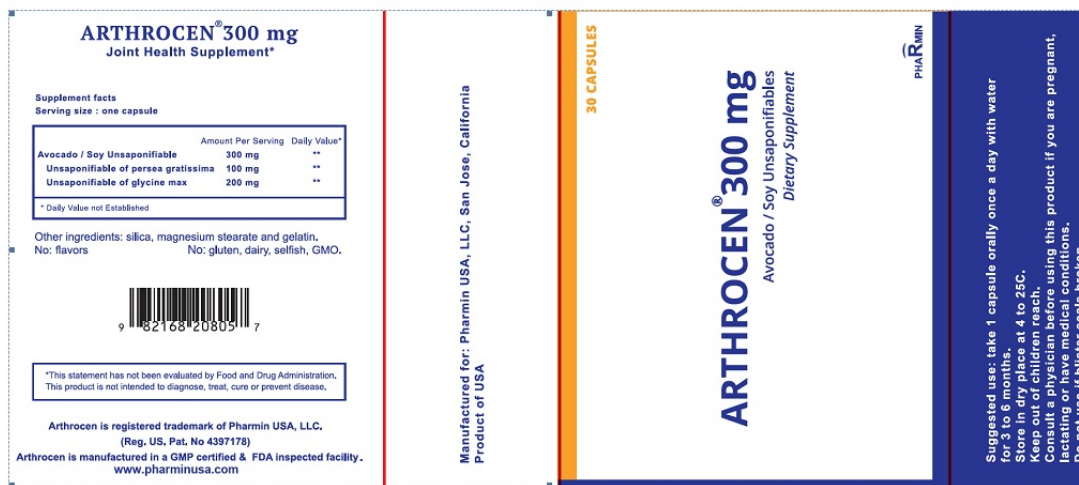 ARTHROCEN® 300 mg
Joint Health Supplement*
Supplement facts
Serving size : one capsule
Amount Per Serving Daily Value*
Avocado / Soy Unsaponifiable 300 mg **
Unsaponifiable of persea gratissima 100 mg **
Unsaponifiable of glycine max 200 mg **
* Daily Value not Established
Other ingredients: silica, magnesium stearate and gelatin.
No: flavors No: gluten, dairy, selfish, GMO.
9 82168 20805 7
*This statement has not been evaluated by Food and Drug Administration.
This product is not intended to diagnose, treat, cure or prevent disease.
Arthrocen is registered trademark of Pharmin USA, LLC.
(Reg. US. Pat. No 4397178)
Arthrocen is manufactured in a GMP certified & FDA inspected facility.
www.pharminusa.com
Manufactured for: Pharmin USA, LLC, San Jose, California
Product of USA
30 CAPSULES
ARTHROCEN® 300 mg
Avocado / Soy Unsaponifiables
Dietary Supplement
PHARMIN
Suggested use: take 1 capsule orally once a day with water
for 3 to 6 months.
Store in dry place at 4 to 25C.
Keep out of children reach.
Consult a physician before using this product if you are pregnant,
lactating or have medical conditions.